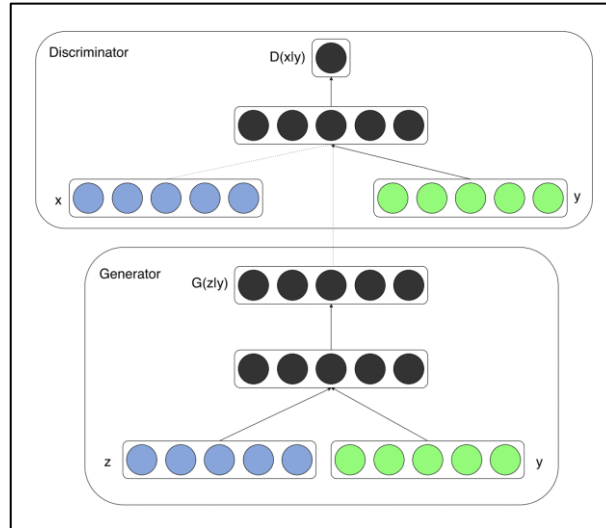 Discriminator
D(x|y)
x
y
Generator
G(z|y)
z
y